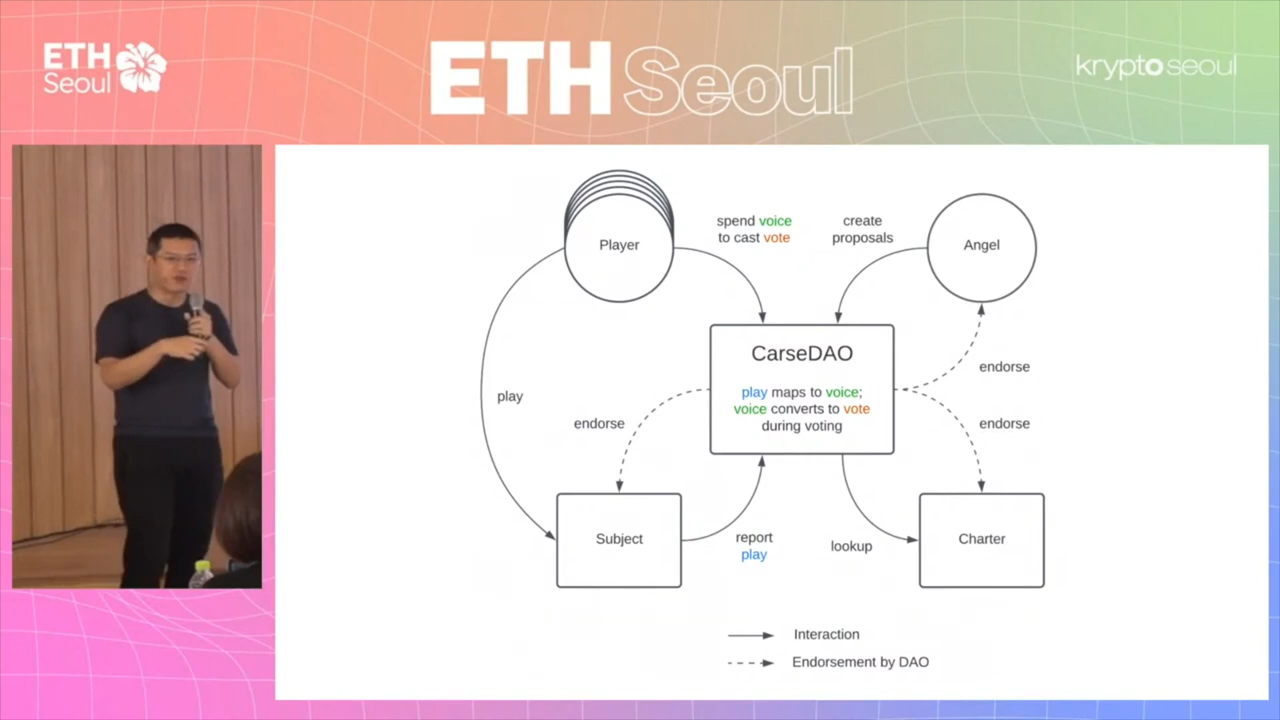 ETH
Seoul
ETH Seoul
krypto seoul
Player
spend voice
to cast vote
create
proposals
Angel
CarseDAO
play maps to voice;
voice converts to vote
during voting
endorse
play
endorse
endorse
Subject
report
play
lookup
Charter
Interaction
Endorsement by DAO